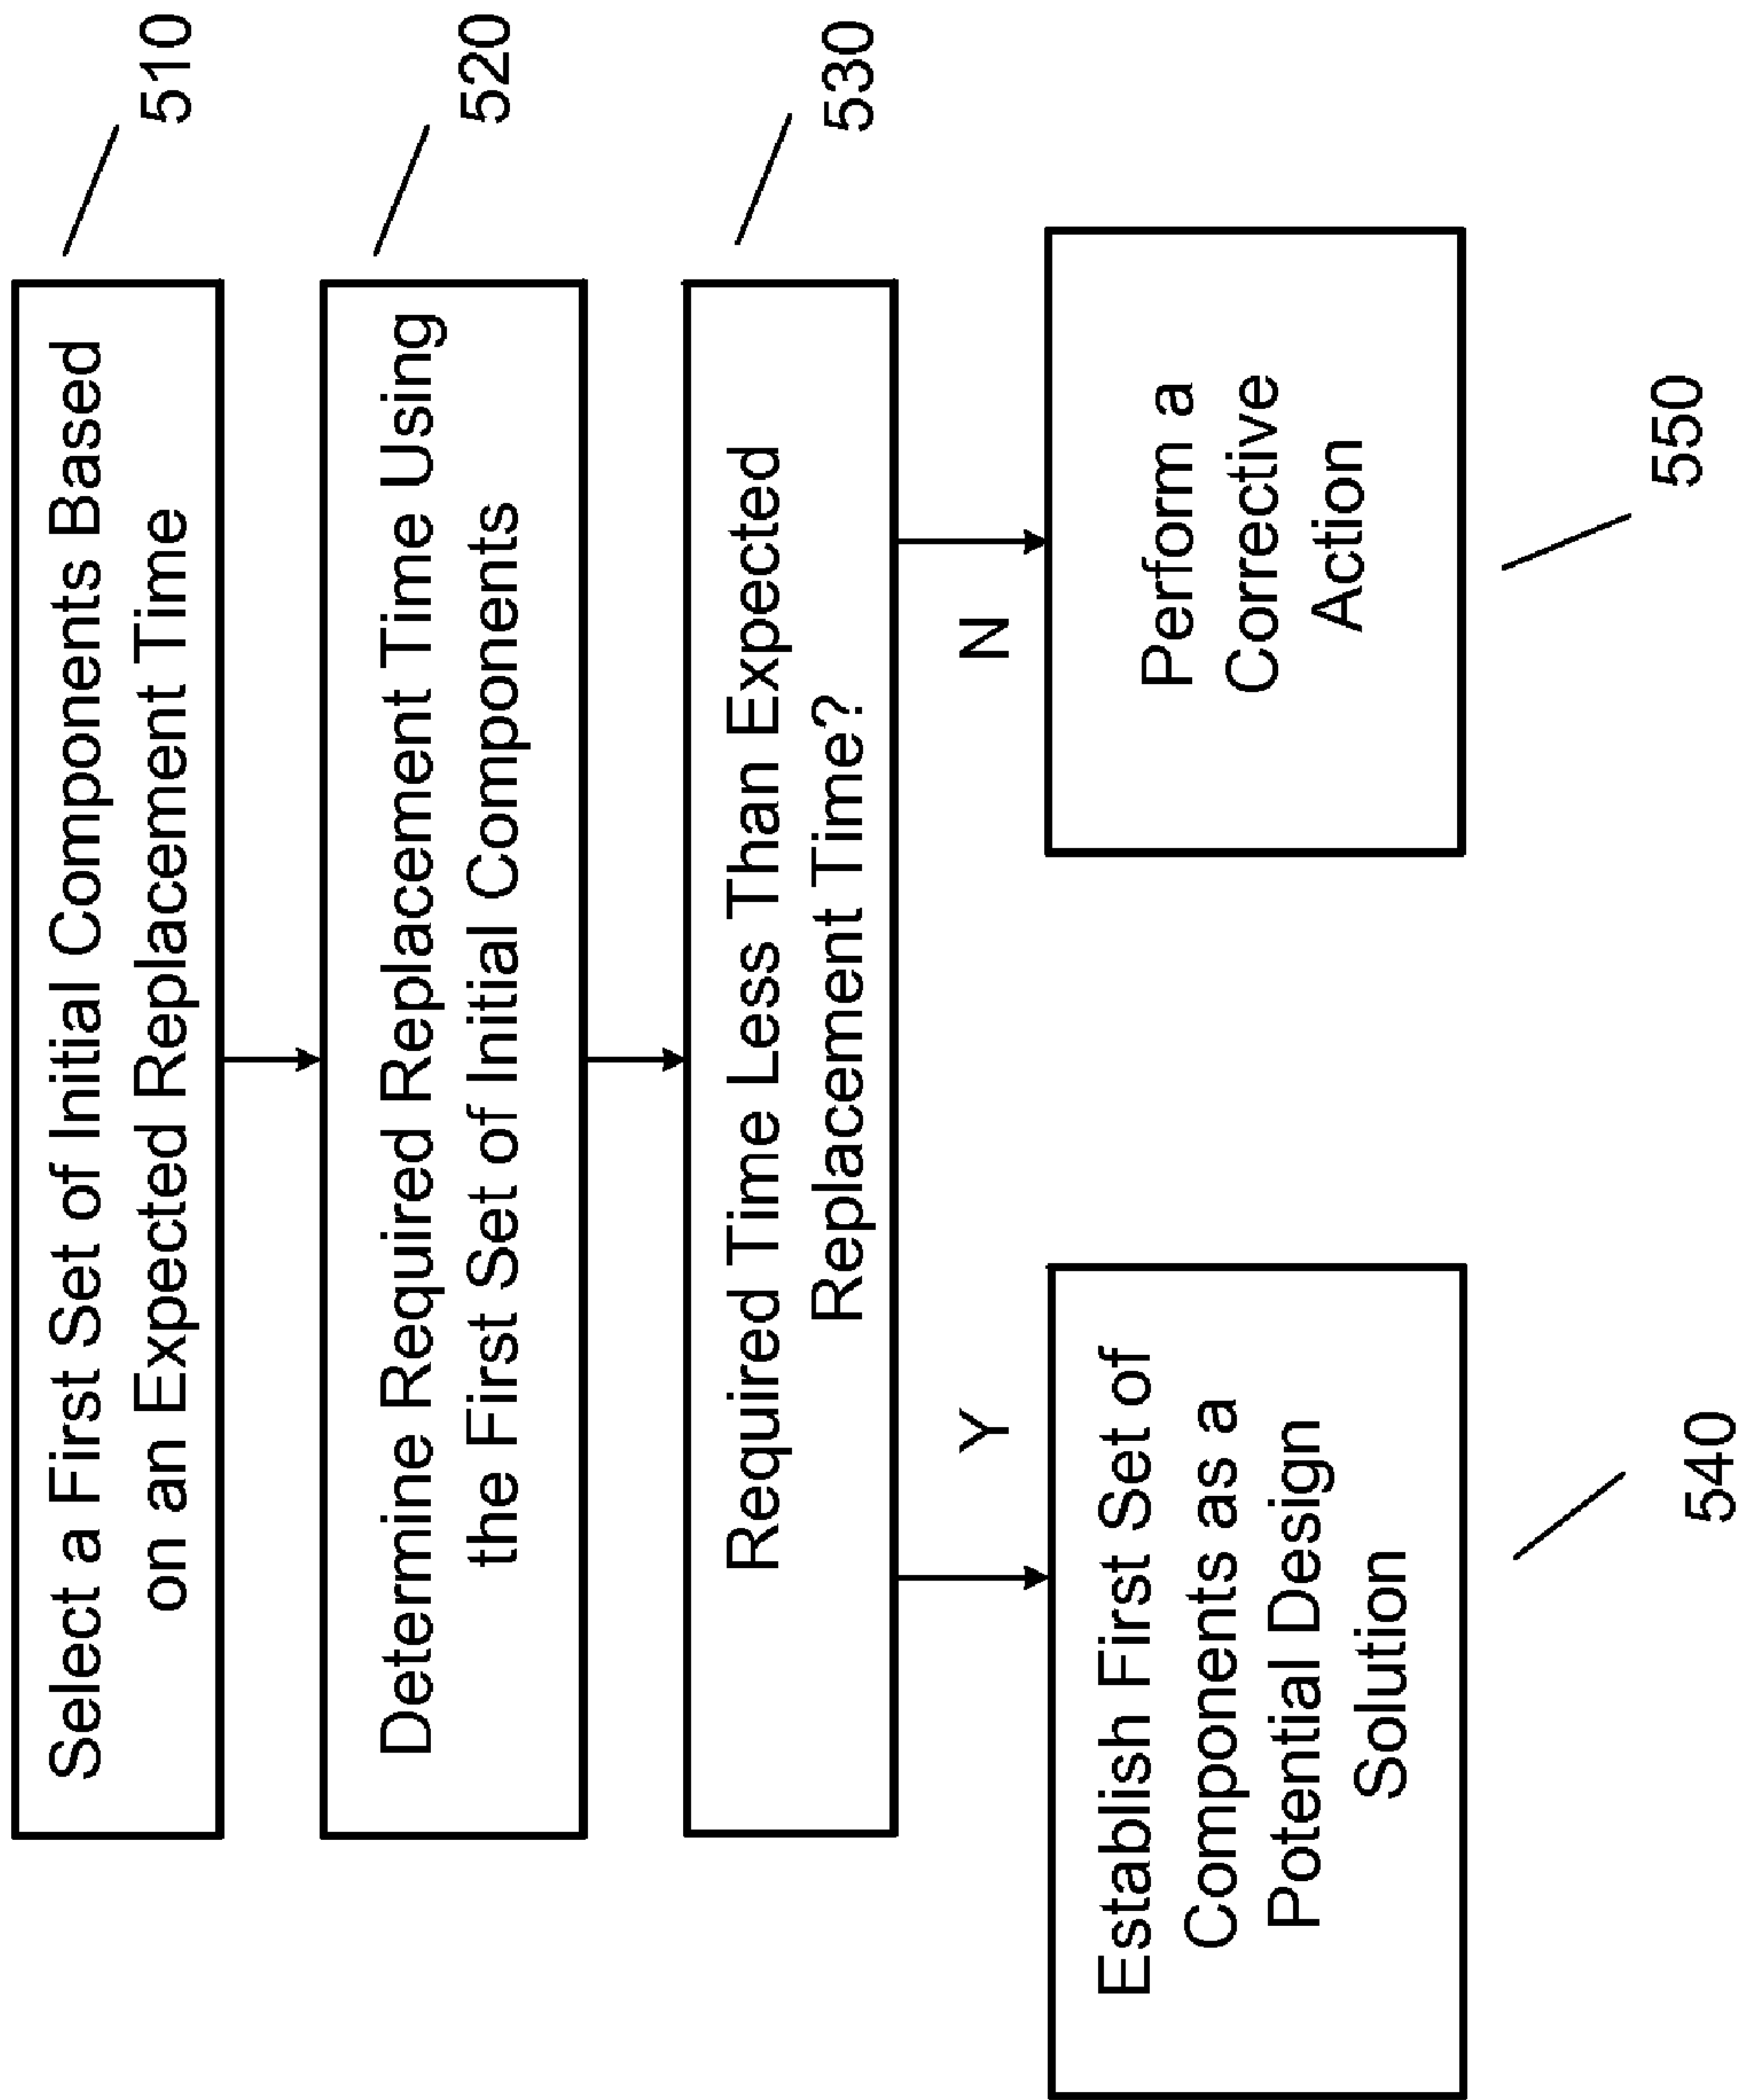 Select a First Set of Initial Components Based
on an Expected Replacement Time
510
Determine Required Replacement Time Using
the First Set of Initial Components
520
Required Time Less Than Expected
Replacement Time?
530
Y
N
Establish First Set of
Components as a
Potential Design
Solution
540
Perform a
Corrective
Action
550